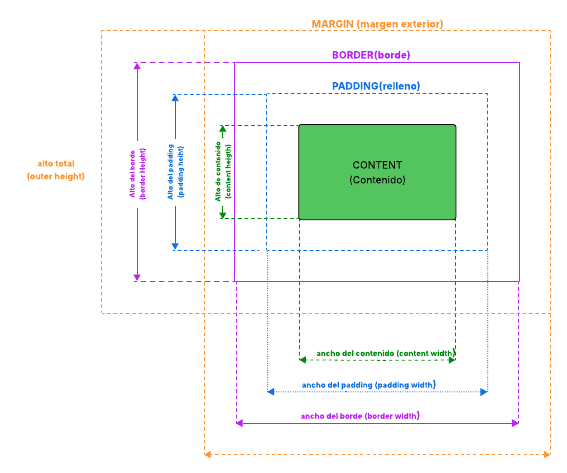 MARGIN (margen exterior)
BORDER(borde)
PADDING(relleno)
CONTENT
(Contenido)
alto total
(outer height)
Alto del borde
(border Height)
Alto del padding
(padding heiht)
Alto de contenido
(content heigth)
ancho del contenido (content width)
ancho del padding (padding width)
ancho del borde (border width)